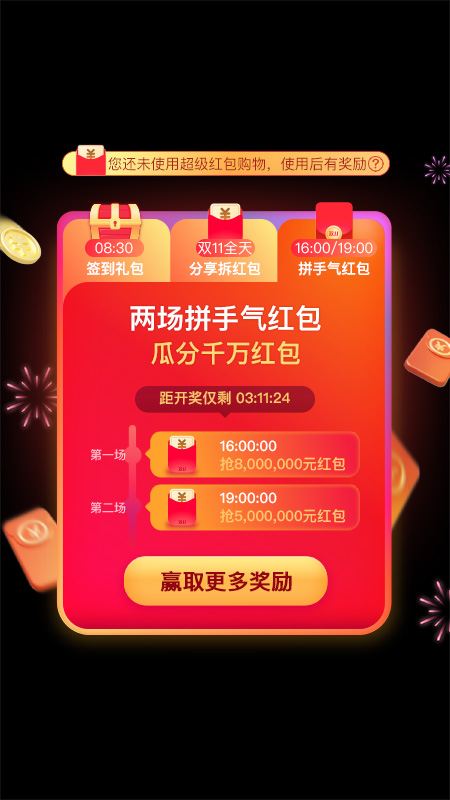 您还未使用超级红包购物，使用后有奖励?
08:30
签到礼包
双11全天
分享拆红包
16:00/19:00
拼手气红包
两场拼手气红包
瓜分千万红包
距开奖仅剩 03:11:24
第一场
16:00:00
抢8,000,000元红包
第二场
19:00:00
抢5,000,000元红包
赢取更多奖励